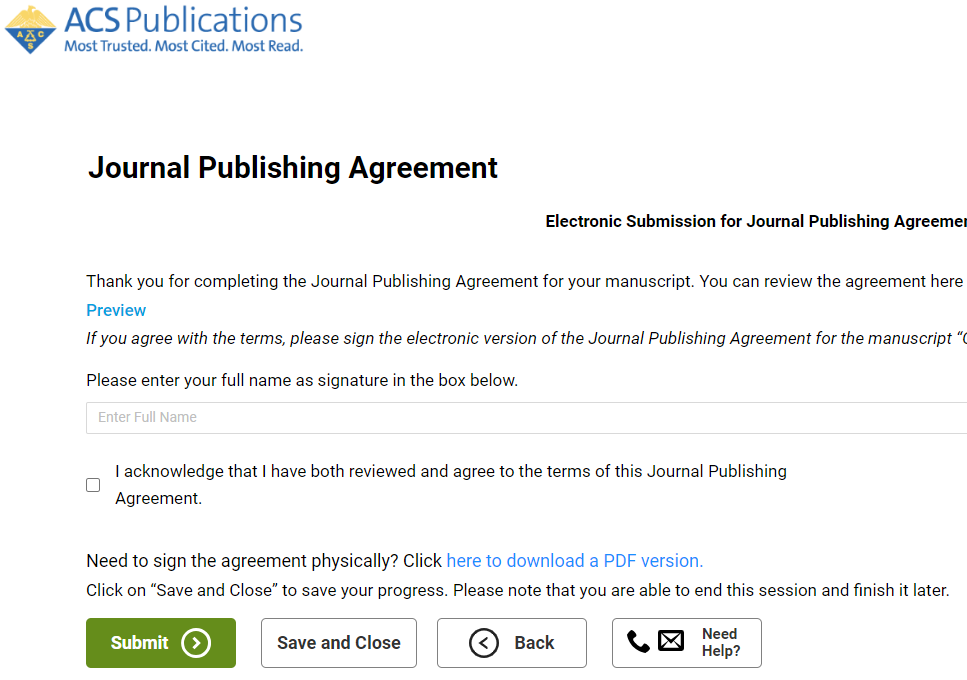 ACS Publications
Most Trusted. Most Cited. Most Read.
A C
S
Journal Publishing Agreement
Electronic Submission for Journal Publishing Agreemen
Thank you for completing the Journal Publishing Agreement for your manuscript. You can review the agreement here
Preview
If you agree with the terms, please sign the electronic version of the Journal Publishing Agreement for the manuscript “
Please enter your full name as signature in the box below.
Enter Full Name
I acknowledge that I have both reviewed and agree to the terms of this Journal Publishing
Agreement.
Need to sign the agreement physically? Click here to download a PDF version.
Click on “Save and Close” to save your progress. Please note that you are able to end this session and finish it later.
Submit
Save and Close
Back
Need
Help?